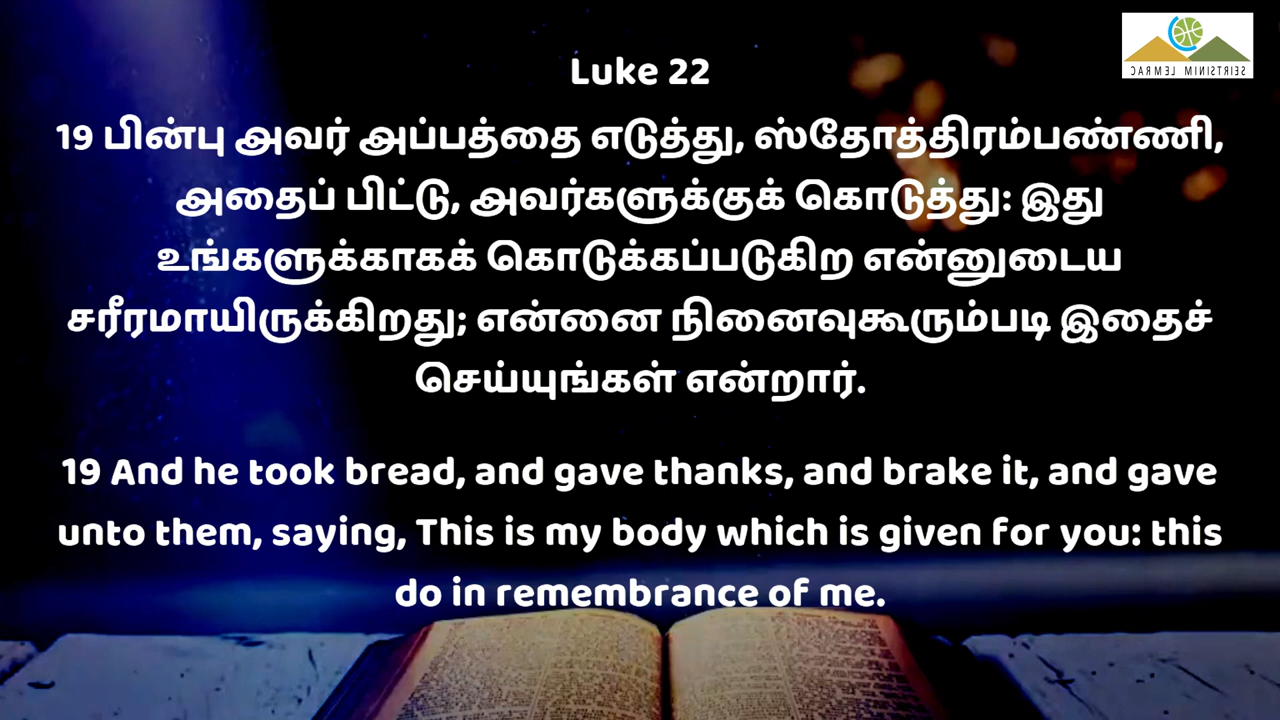 Luke 22
19 பின்பு அவர் அப்பத்தை எடுத்து, ஸ்தோத்திரம்பண்ணி,
அதைப் பிட்டு, அவர்களுக்குக் கொடுத்து: இது
உங்களுக்காகக் கொடுக்கப்படுகிற என்னுடைய
சரீரமாயிருக்கிறது; என்னை நினைவுகூரும்படி இதைச்
செய்யுங்கள் என்றார்.
19 And he took bread, and gave thanks, and brake it, and gave
unto them, saying, This is my body which is given for you: this
do in remembrance of me.
CARMEL MINISTRIES